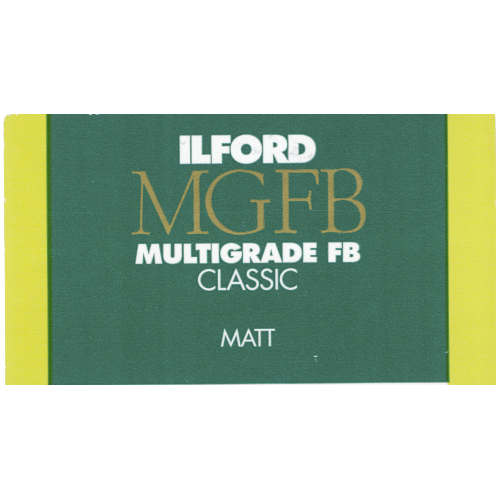 ILFORD
MGFB
MULTIGRADE FB
CLASSIC
MATT